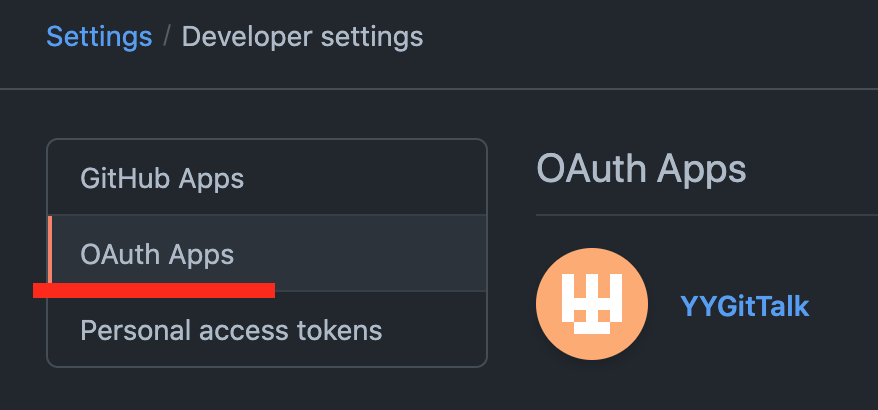 Settings / Developer settings
GitHub Apps
OAuth Apps
Personal access tokens
OAuth Apps
YYGitTalk